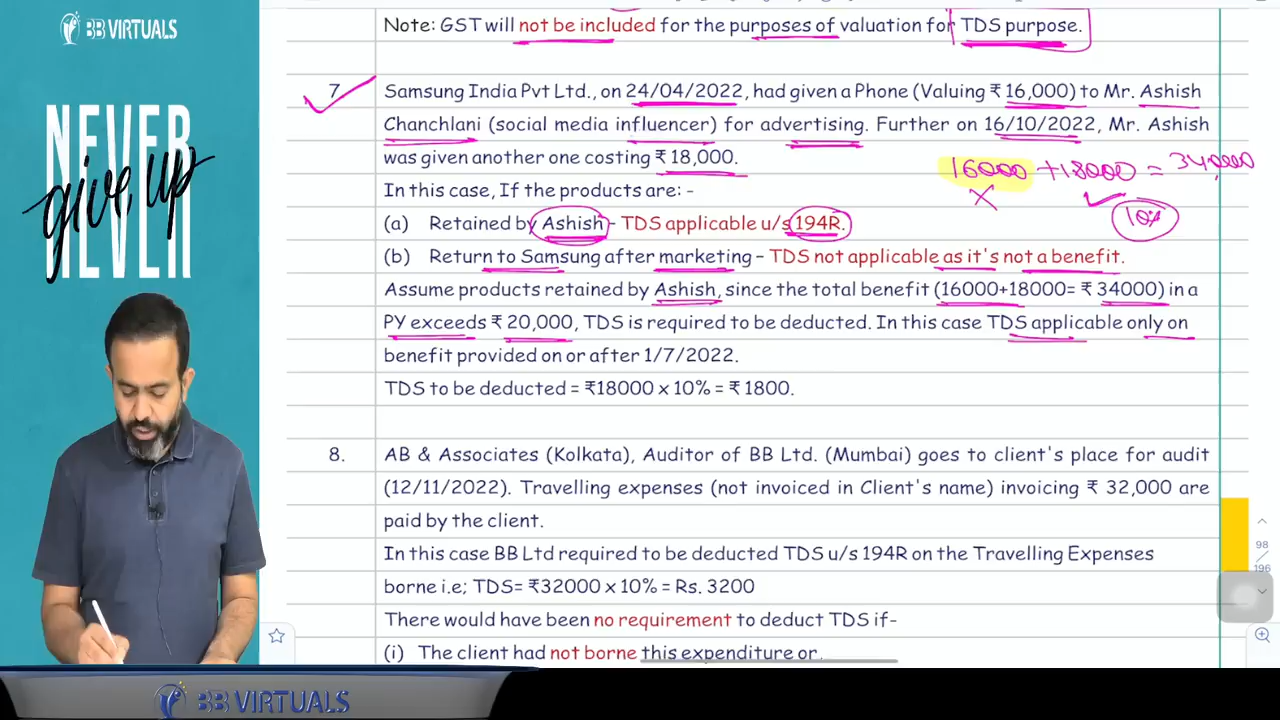 BB VIRTUALS
NEVER
give up
NEVER
Note: GST will not be included for the purposes of valuation for TDS purpose.
7. Samsung India Pvt Ltd., on 24/04/2022, had given a Phone (Valuing ₹ 16,000) to Mr. Ashish
Chanchlani (social media influencer) for advertising. Further on 16/10/2022, Mr. Ashish
was given another one costing ₹ 18,000.
16000 + 18000 = 34,000
In this case, If the products are: -
(a) Retained by Ashish - TDS applicable u/s 194R.
10%
(b) Return to Samsung after marketing – TDS not applicable as it's not a benefit.
Assume products retained by Ashish, since the total benefit (16000+18000= ₹ 34000) in a
PY exceeds ₹ 20,000, TDS is required to be deducted. In this case TDS applicable only on
benefit provided on or after 1/7/2022.
TDS to be deducted = ₹18000 x 10% = ₹ 1800.
8. AB & Associates (Kolkata), Auditor of BB Ltd. (Mumbai) goes to client's place for audit
(12/11/2022). Travelling expenses (not invoiced in Client's name) invoicing ₹ 32,000 are
paid by the client.
In this case BB Ltd required to be deducted TDS u/s 194R on the Travelling Expenses
borne i.e; TDS= ₹32000 x 10% = Rs. 3200
There would have been no requirement to deduct TDS if-
(i) The client had not borne this expenditure or
98
/
196
BB VIRTUALS